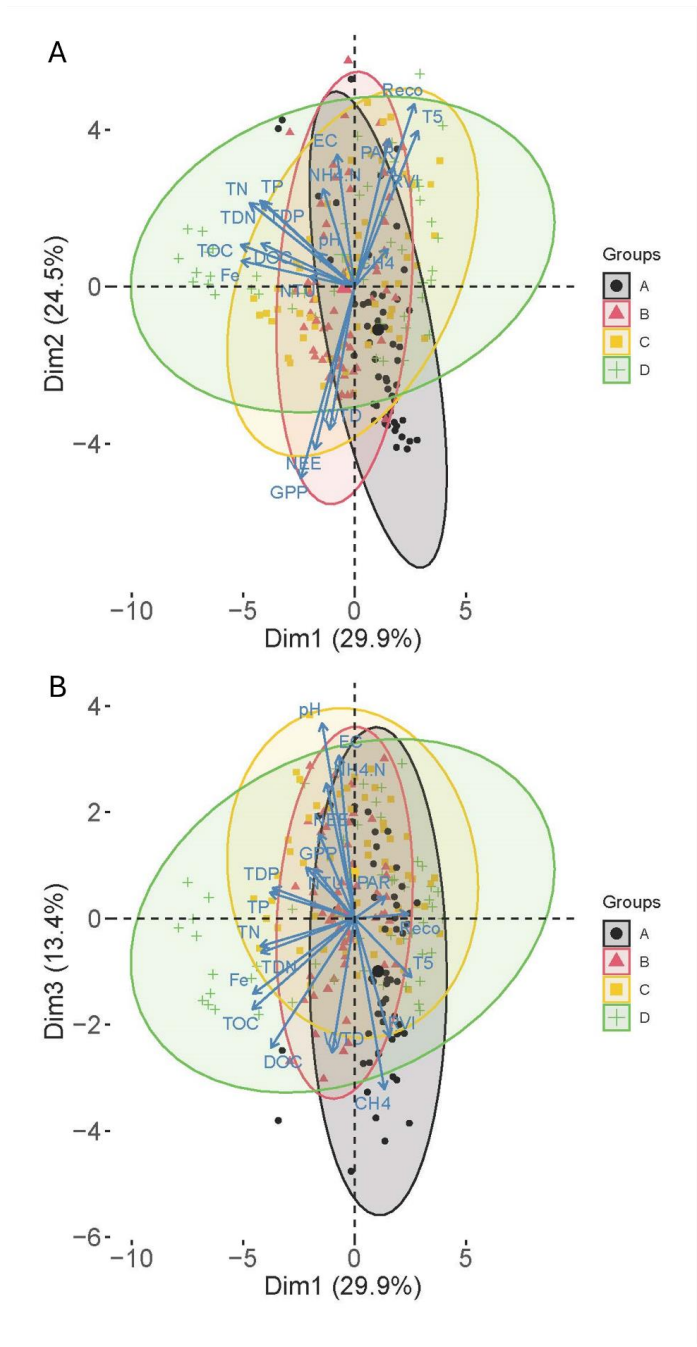 A
4
0
−4
Dim2 (24.5%)
Reco
T5
EC
PAR
NH4.N
RVI
TN TP
TDN TDP
pH
TOC DOC
CH4
Fe
NTU
WTD
NEE
GPP
−10 −5 0 5
Dim1 (29.9%)
Groups
A
B
C
D
B
4
2
0
−2
−4
−6
Dim3 (13.4%)
pH
EC
NH4.N
NEE
GPP
TDP
NTU PAR
TP
TN
Reco
TDN
T5
Fe
TOC
RVI
WTD
DOC
CH4
−10 −5 0 5
Dim1 (29.9%)
Groups
A
B
C
D